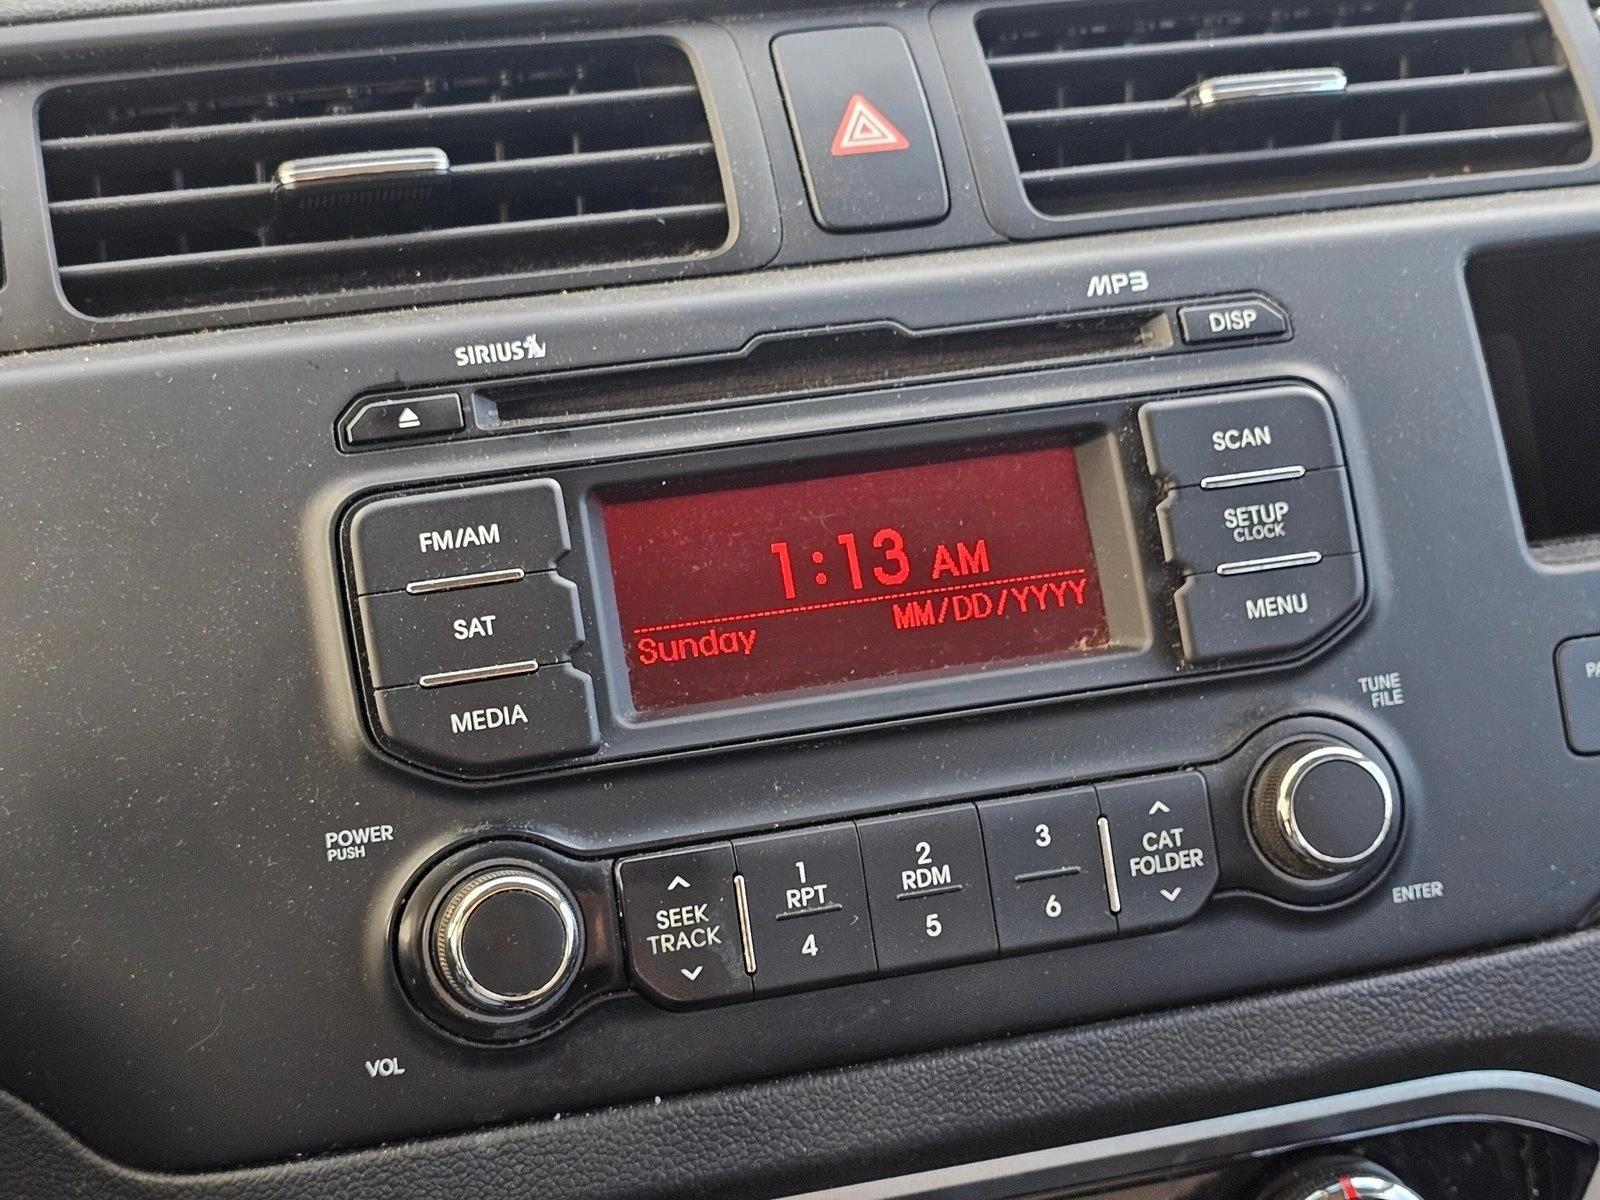 MP3
DISP
SIRIUS
SCAN
FM/AM
SETUP
CLOCK
1:13 AM
MM/DD/YYYY
SAT
MENU
Sunday
MEDIA
TUNE
FILE
POWER
PUSH
SEEK
TRACK
1
RPT
4
2
RDM
5
3
6
CAT
FOLDER
ENTER
VOL